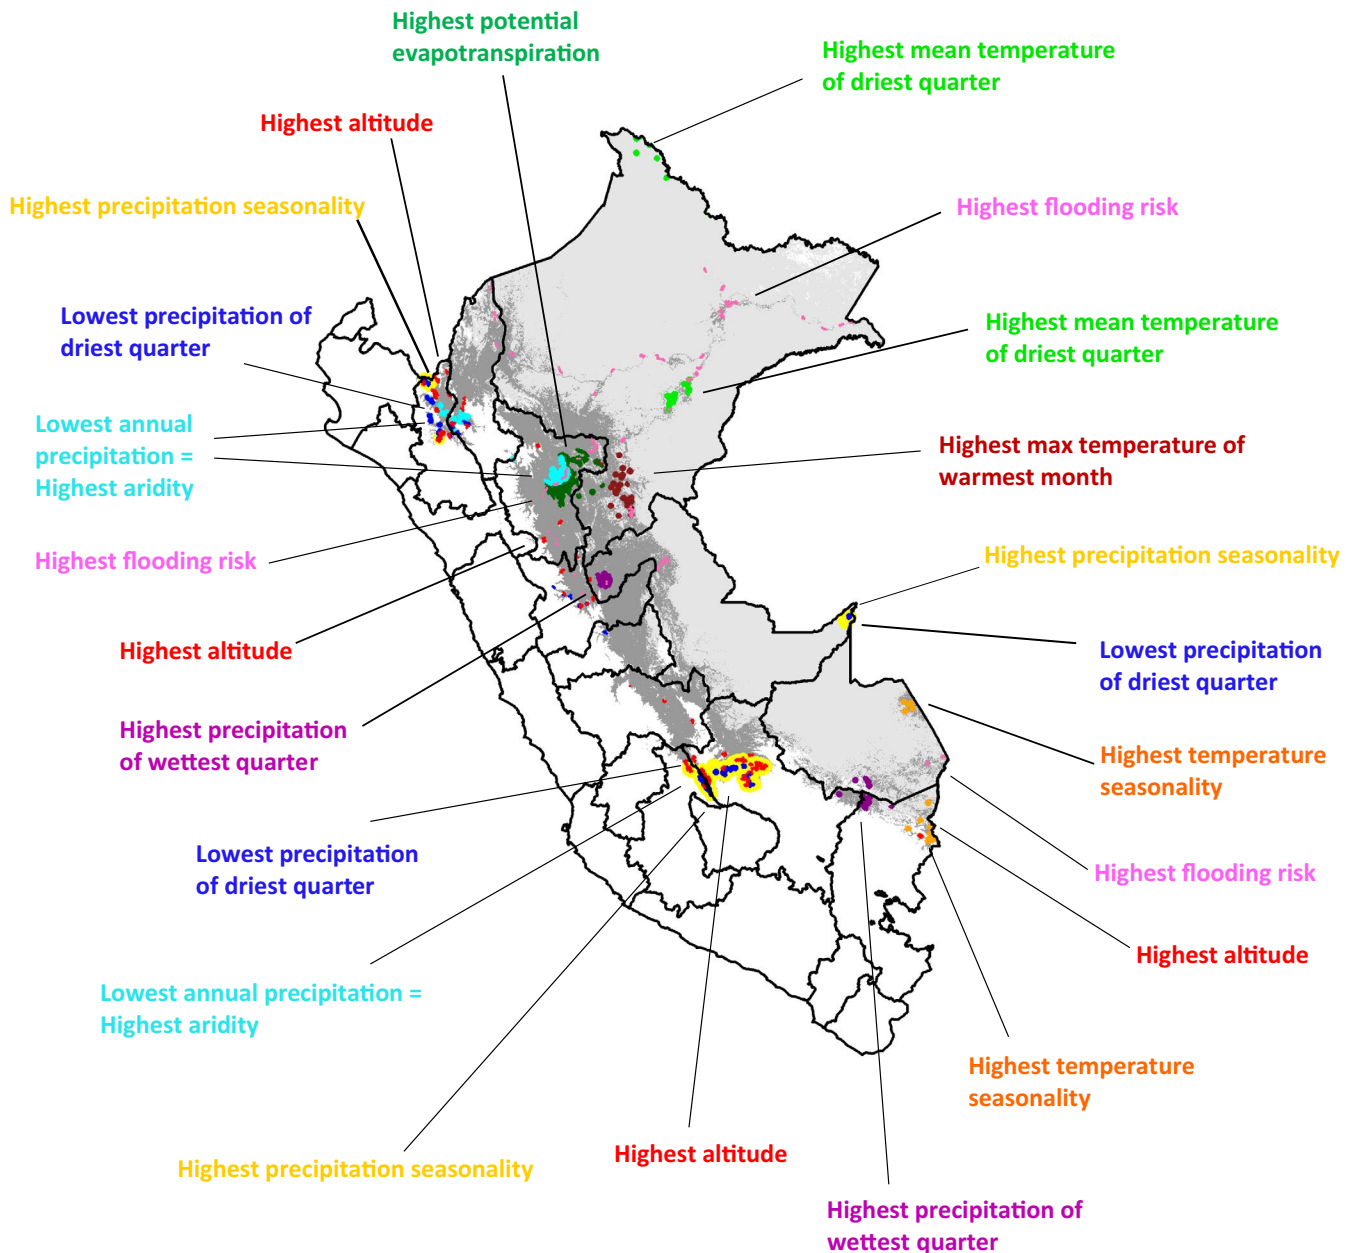 Highest potential
evapotranspiration
Highest mean temperature
of driest quarter
Highest altitude
Highest precipitation seasonality
Highest flooding risk
Lowest precipitation of
driest quarter
Highest mean temperature
of driest quarter
Lowest annual
precipitation =
Highest aridity
Highest max temperature of
warmest month
Highest flooding risk
Highest precipitation seasonality
Highest altitude
Lowest precipitation
of driest quarter
Highest precipitation
of wettest quarter
Highest temperature
seasonality
Lowest precipitation
of driest quarter
Highest flooding risk
Highest altitude
Lowest annual precipitation =
Highest aridity
Highest temperature
seasonality
Highest altitude
Highest precipitation seasonality
Highest precipitation of
wettest quarter